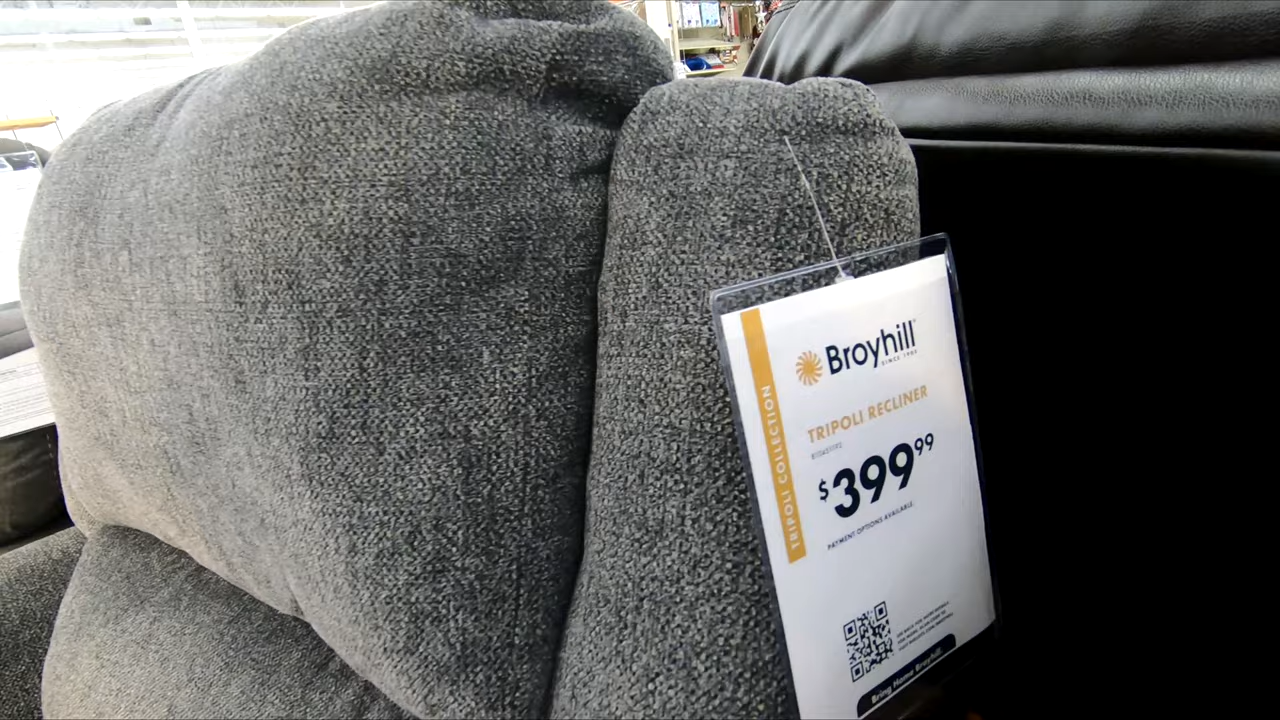 Broyhill
SINCE 1905
TRIPOLI COLLECTION
TRIPOLI RECLINER
$399.99
PAYMENT OPTIONS AVAILABLE.
Bring Home Broyhill.